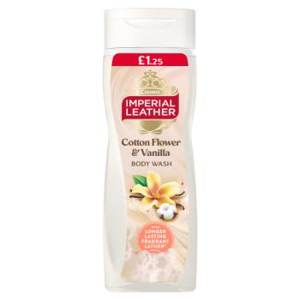 £1.25
IMPERIAL
LEATHER
Cotton Flower
& Vanilla
BODY WASH
LONGER
LASTING
FRAGRANT
LATHER*